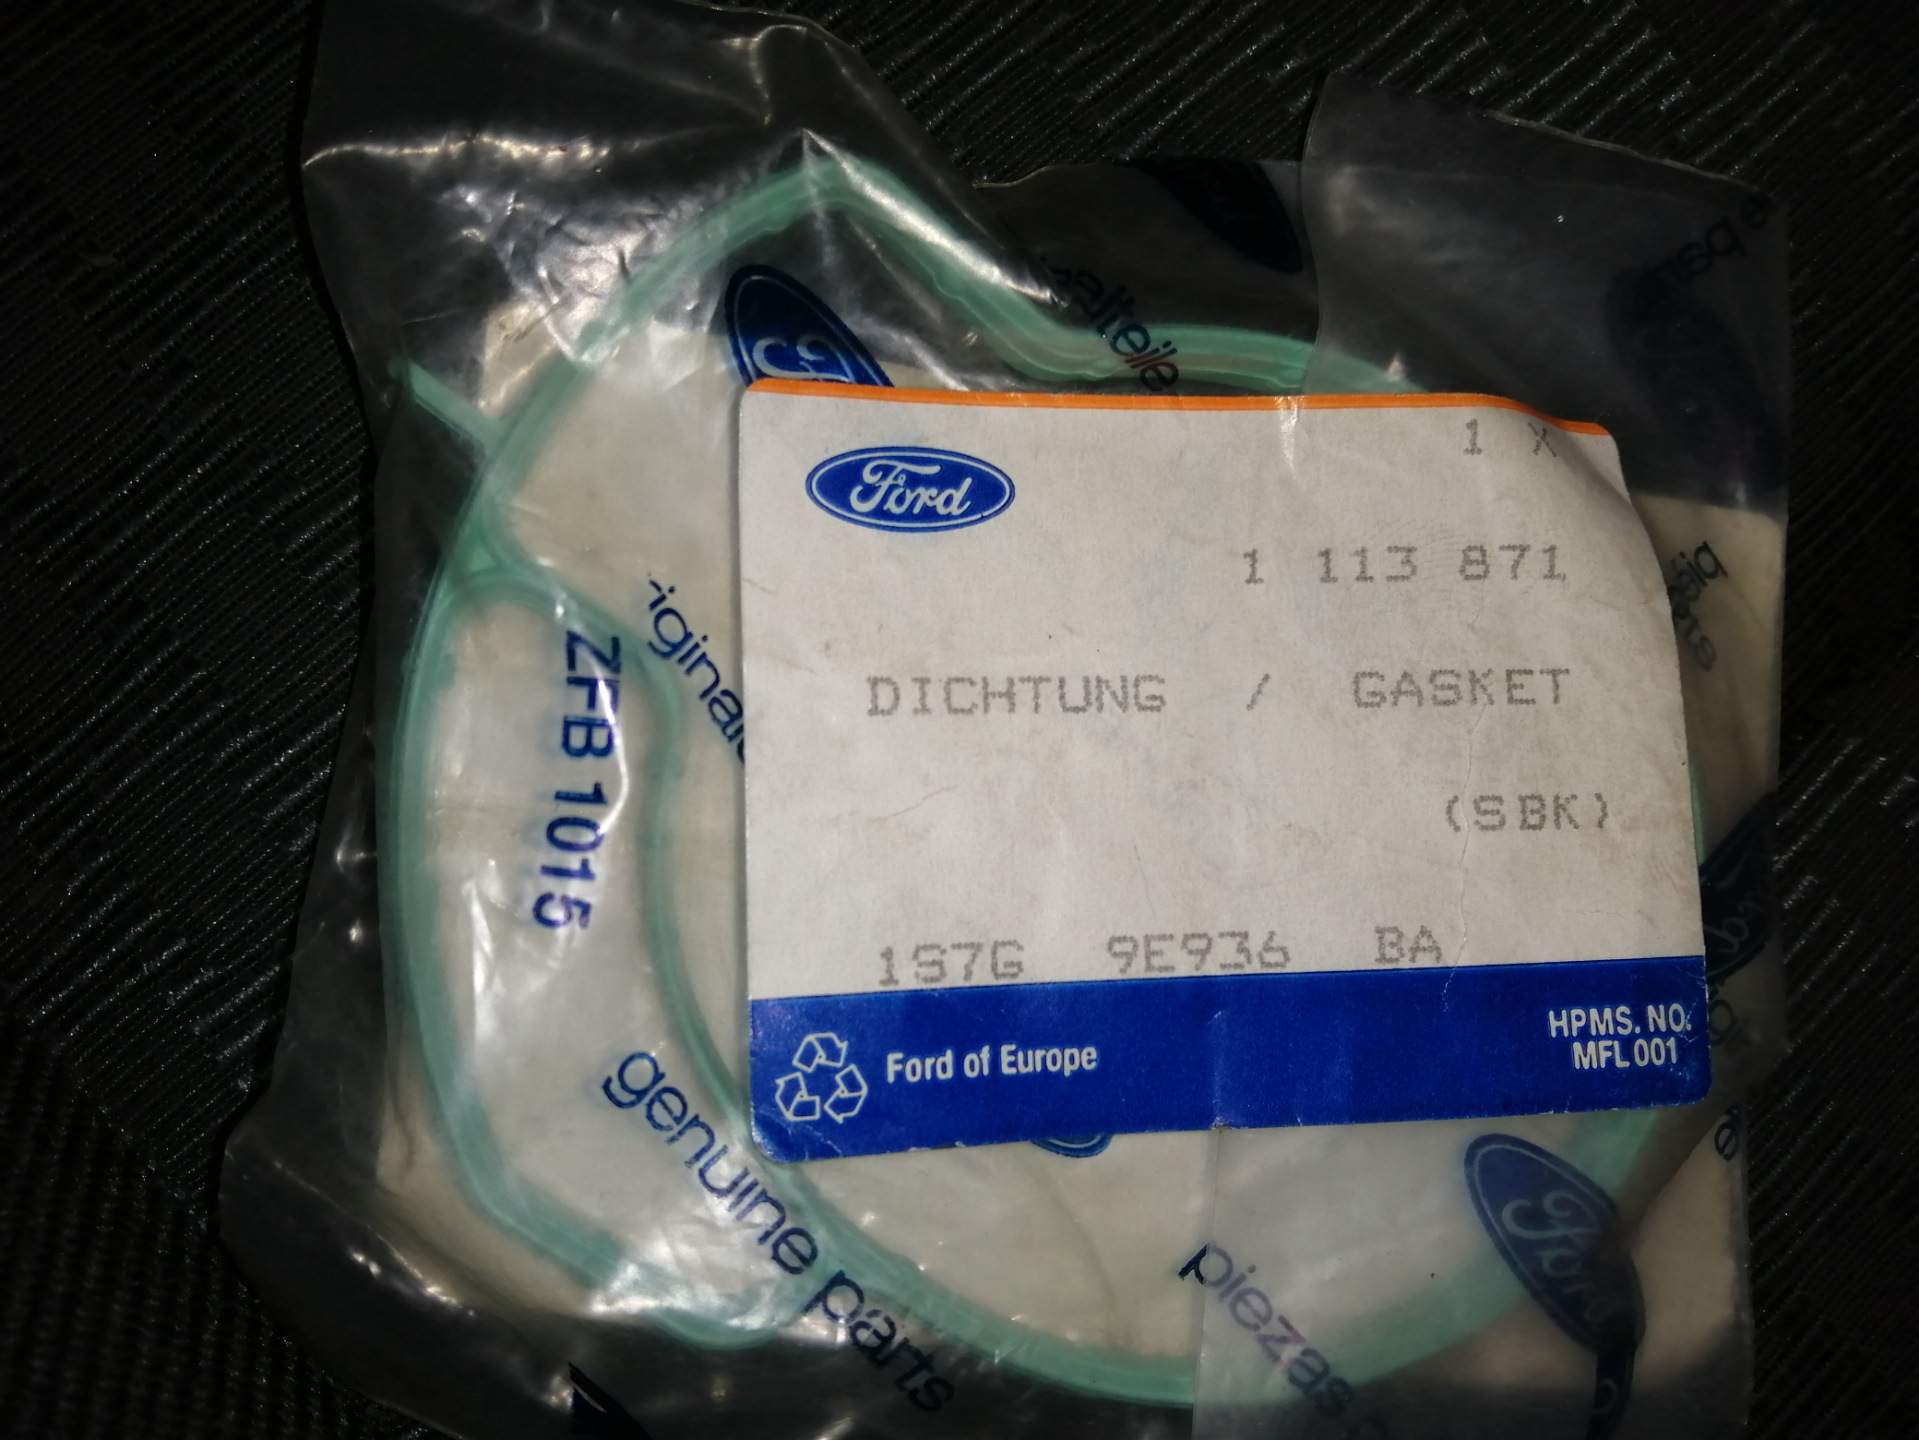 Ford
1 X
1 113 871
DICHTUNG / GASKET
(SBK)
1S7G 9E936 BA
Ford of Europe
HPMS. NO.
MFL 001
ZFB 1015
genuine parts
piezas
Ford